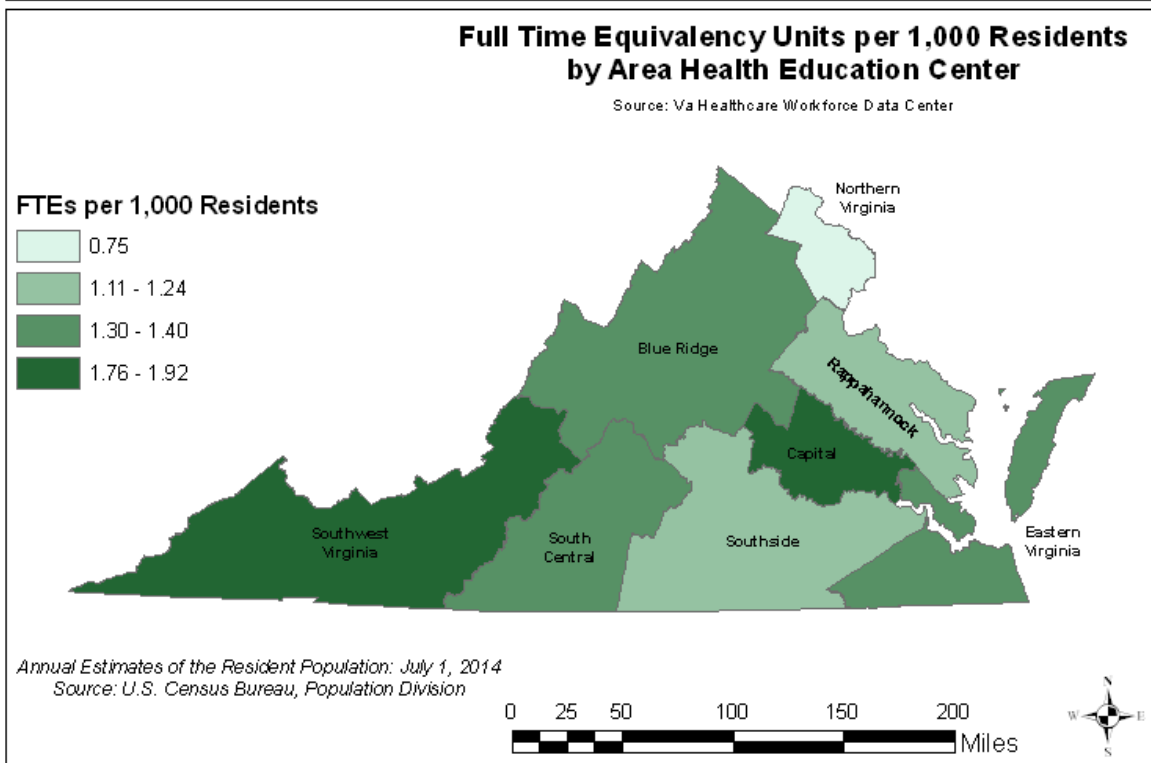 Full Time Equivalency Units per 1,000 Residents
by Area Health Education Center
Source: Va Healthcare Workforce Data Center
FTEs per 1,000 Residents
0.75
1.11 - 1.24
1.30 - 1.40
1.76 - 1.92
Northern
Virginia
Blue Ridge
Rappahannock
Capital
Southwest
Virginia
South
Central
Southside
Eastern
Virginia
Annual Estimates of the Resident Population: July 1, 2014
Source: U.S. Census Bureau, Population Division
0 25 50 100 150 200
Miles
N
W E
S